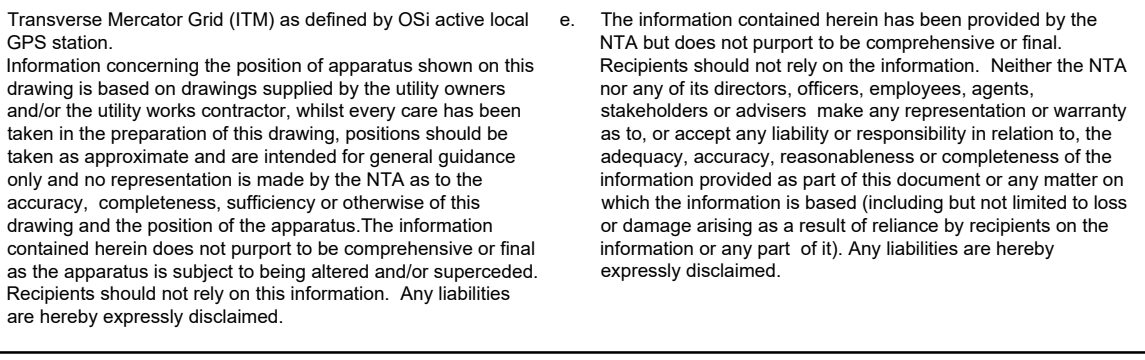 Transverse Mercator Grid (ITM) as defined by OSi active local
GPS station.
Information concerning the position of apparatus shown on this
drawing is based on drawings supplied by the utility owners
and/or the utility works contractor, whilst every care has been
taken in the preparation of this drawing, positions should be
taken as approximate and are intended for general guidance
only and no representation is made by the NTA as to the
accuracy,  completeness, sufficiency or otherwise of this
drawing and the position of the apparatus.The information
contained herein does not purport to be comprehensive or final
as the apparatus is subject to being altered and/or superceded.
Recipients should not rely on this information.  Any liabilities
are hereby expressly disclaimed.
e. The information contained herein has been provided by the
NTA but does not purport to be comprehensive or final.
Recipients should not rely on the information.  Neither the NTA
nor any of its directors, officers, employees, agents,
stakeholders or advisers  make any representation or warranty
as to, or accept any liability or responsibility in relation to, the
adequacy, accuracy, reasonableness or completeness of the
information provided as part of this document or any matter on
which the information is based (including but not limited to loss
or damage arising as a result of reliance by recipients on the
information or any part  of it). Any liabilities are hereby
expressly disclaimed.